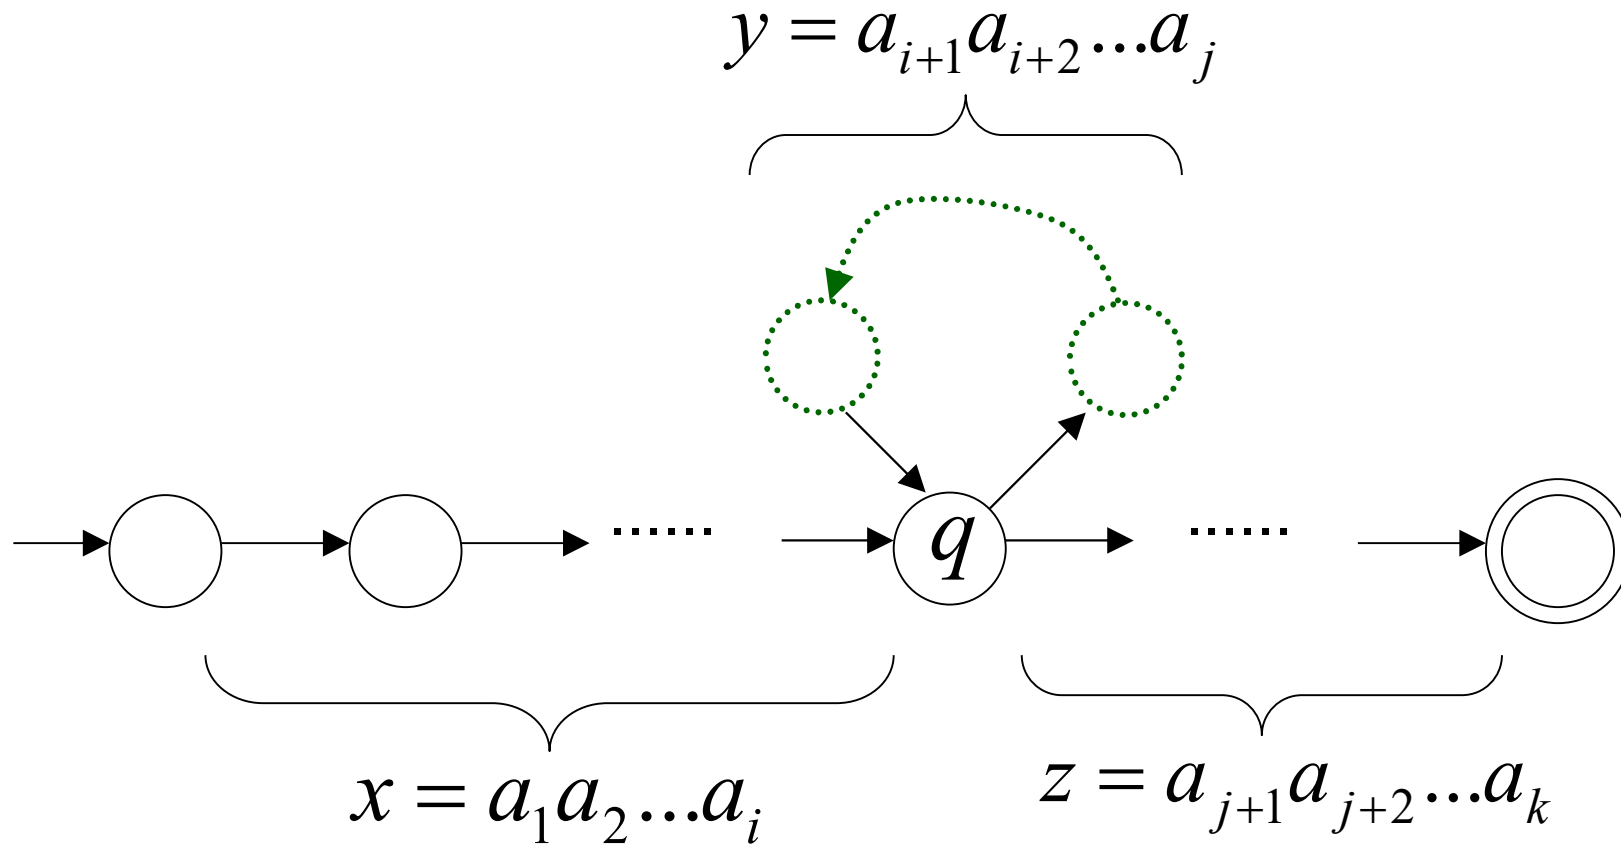 y = a_{i+1}a_{i+2}...a_j
......
q
......
x = a_1a_2...a_i
z = a_{j+1}a_{j+2}...a_k